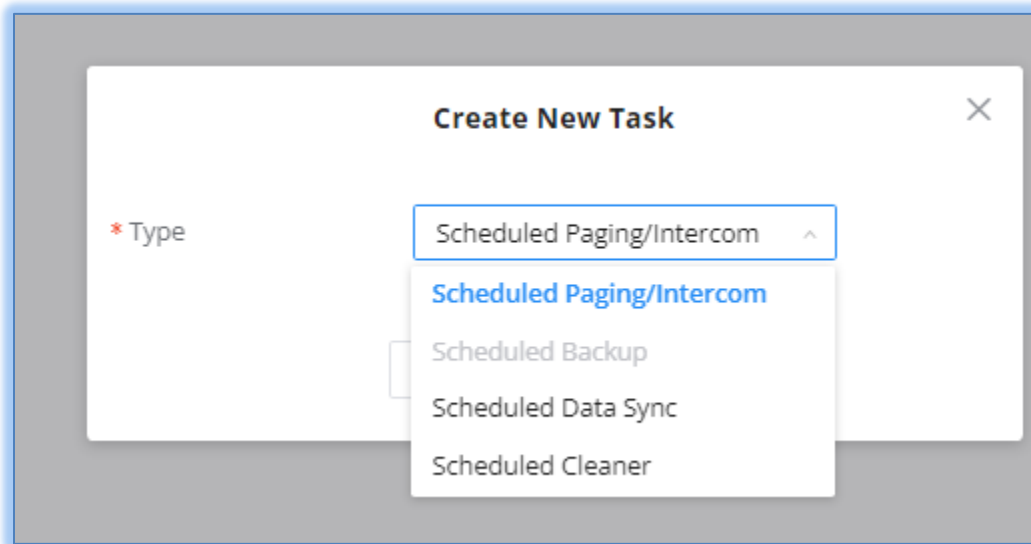 Create New Task
* Type
Scheduled Paging/Intercom
Scheduled Paging/Intercom
Scheduled Backup
Scheduled Data Sync
Scheduled Cleaner